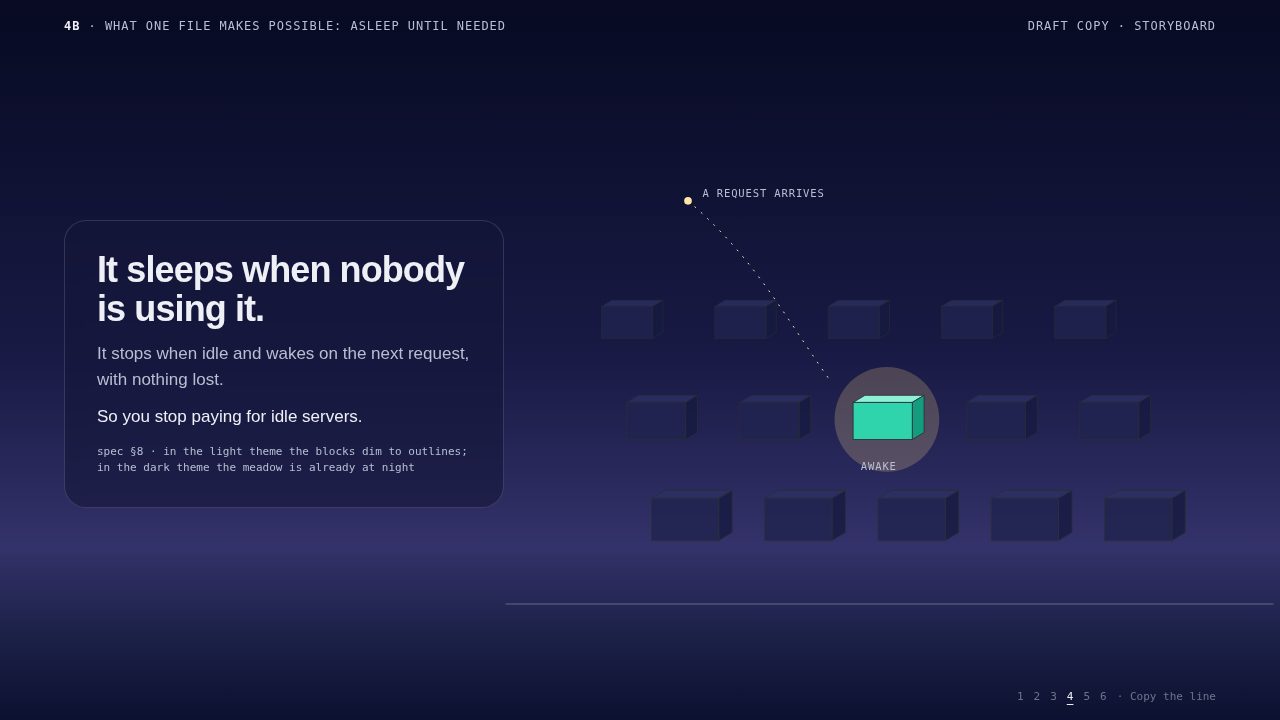 4B · WHAT ONE FILE MAKES POSSIBLE: ASLEEP UNTIL NEEDED
DRAFT COPY · STORYBOARD
A REQUEST ARRIVES
It sleeps when nobody
is using it.
It stops when idle and wakes on the next request,
with nothing lost.
So you stop paying for idle servers.
spec §8 · in the light theme the blocks dim to outlines;
in the dark theme the meadow is already at night
AWAKE
1 2 3 4 5 6 · Copy the line